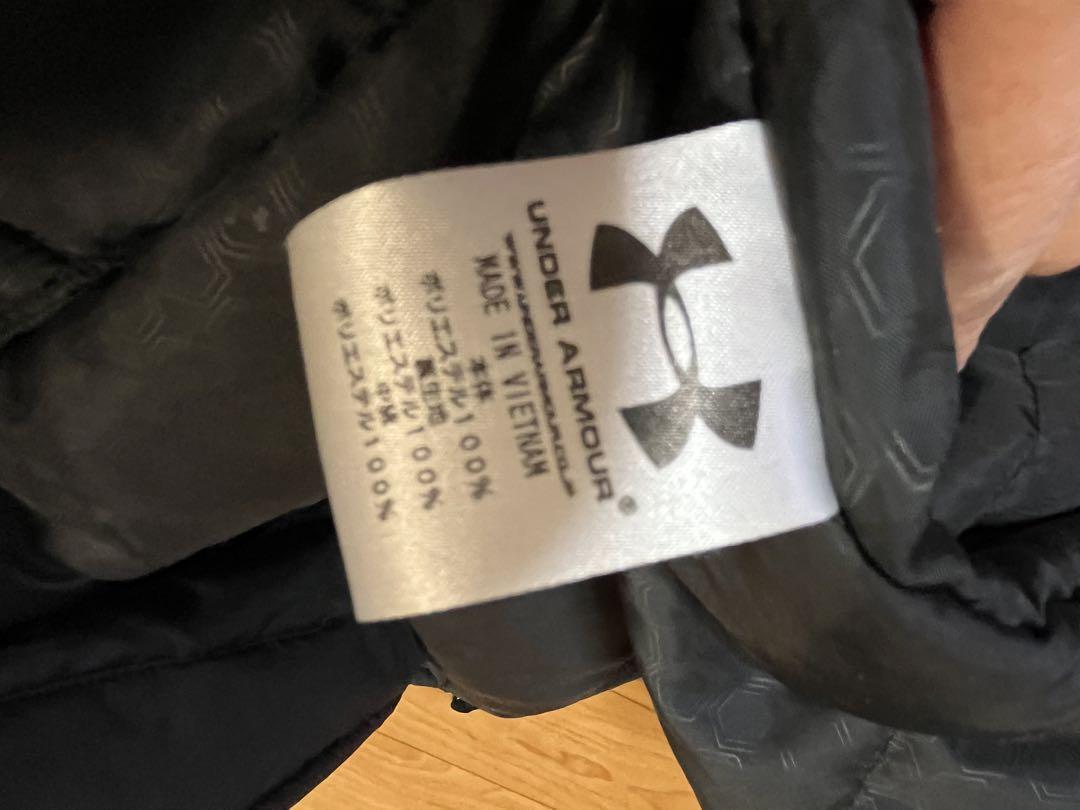 UNDER ARMOUR®
MADE IN VIETNAM
本体
ポリエステル100%
裏生地
ポリエステル100%
中綿
ポリエステル100%